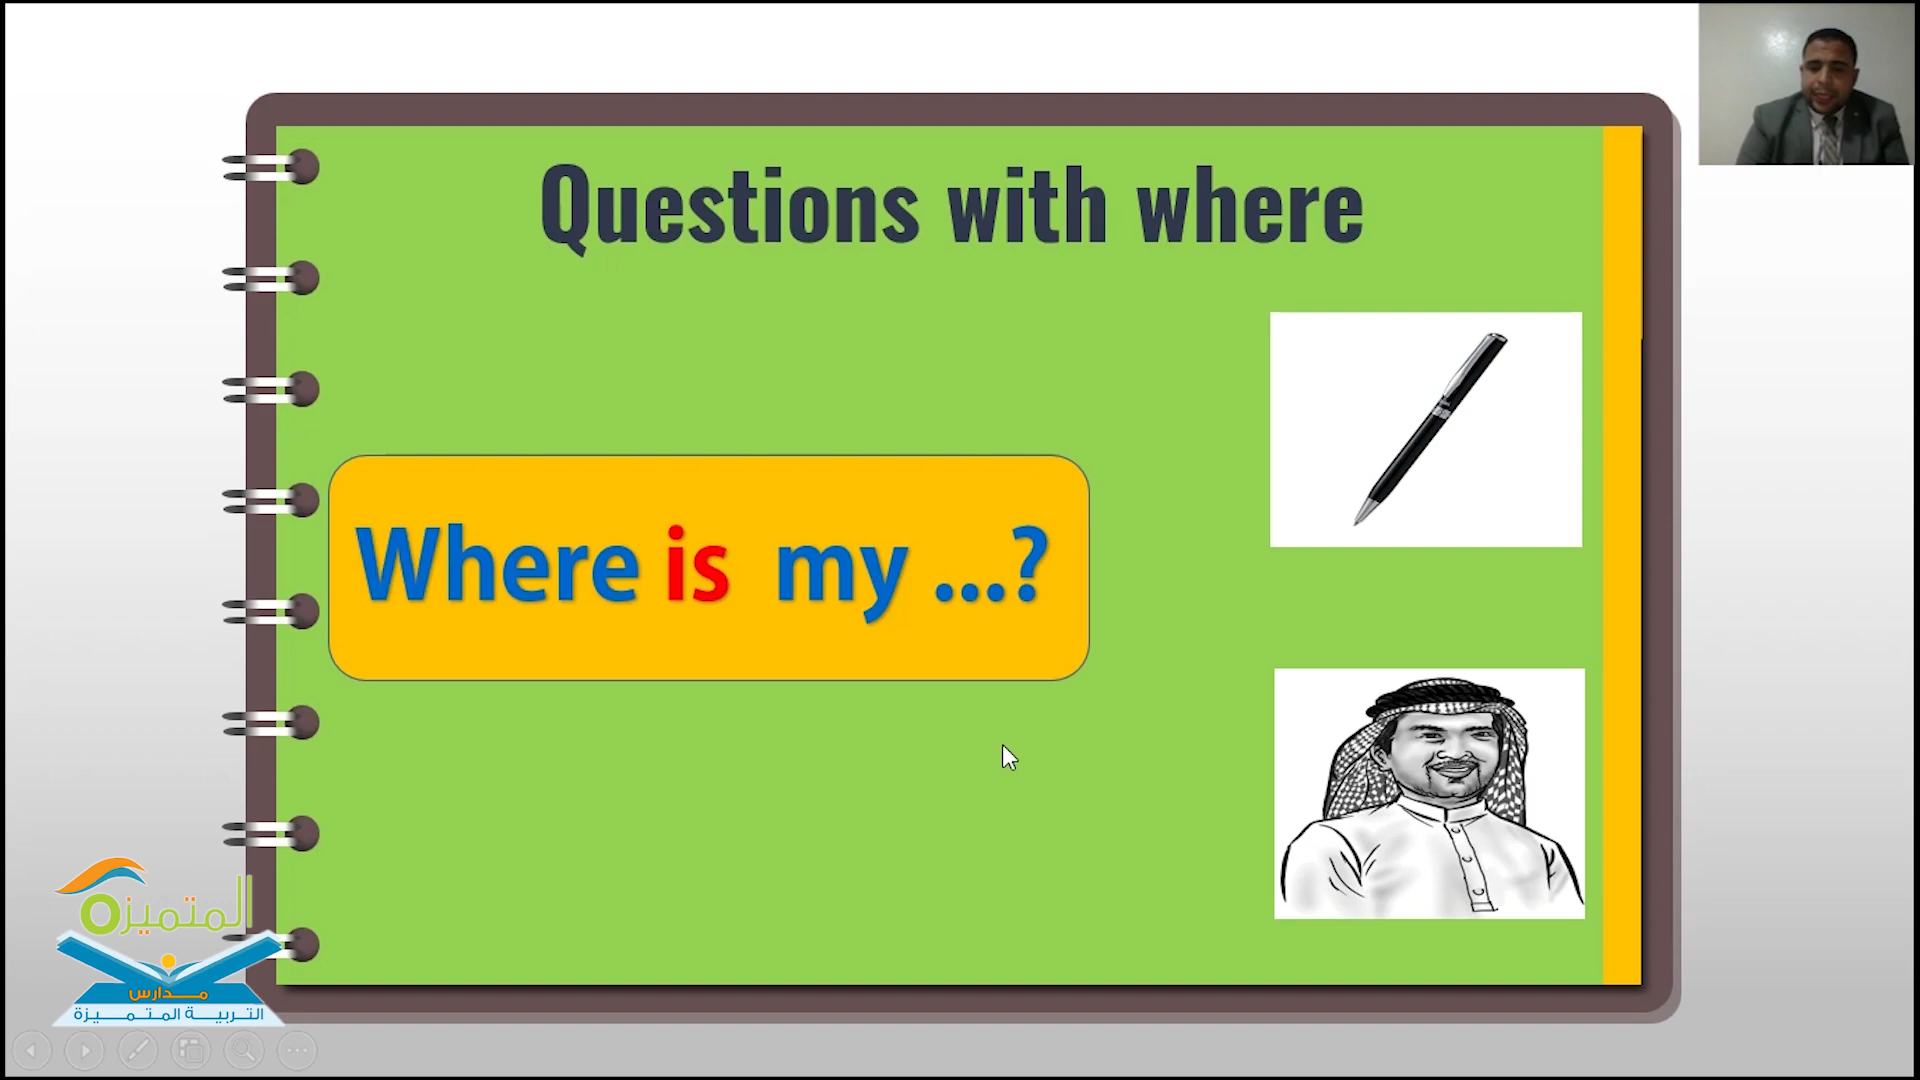 Questions with where
Where is my ...?
المتميزة
مدارس
التربية المتميزة